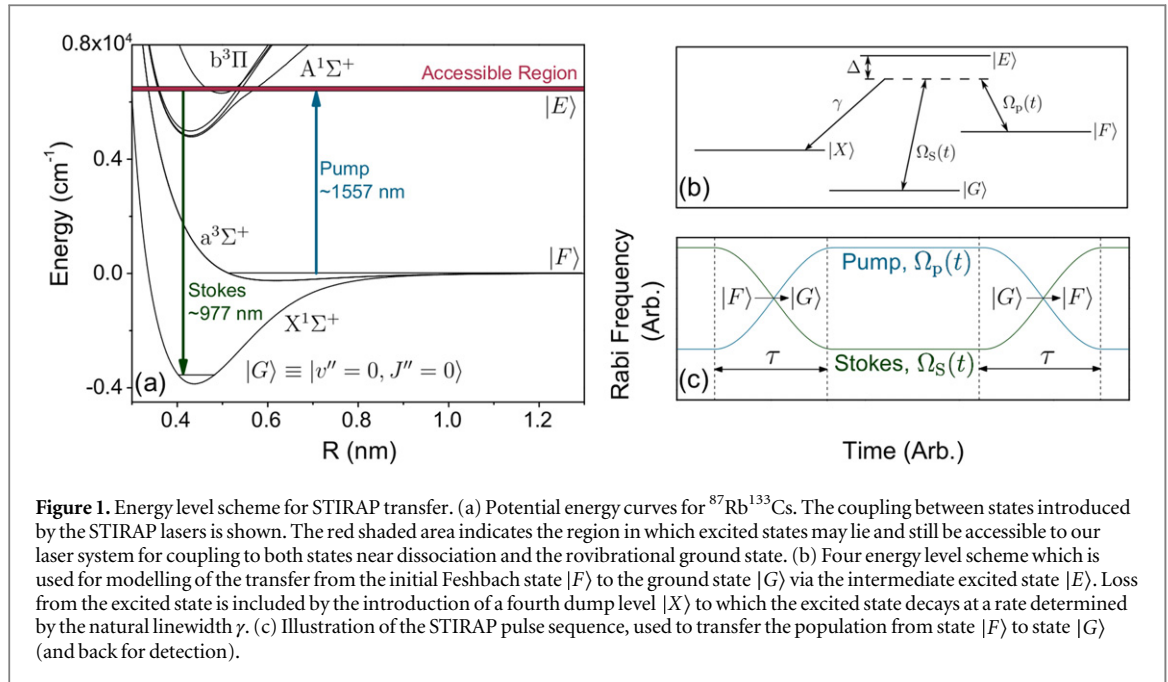 0.8x10⁴
b³Π
A¹Σ⁺
Accessible Region
|E⟩
0.4
Pump
~1557 nm
Energy (cm⁻¹)
a³Σ⁺
|F⟩
0.0
Stokes
~977 nm
X¹Σ⁺
|G⟩ ≡ |v″ = 0, J″ = 0⟩
-0.4
(a)
0.4 0.6 0.8 1.0 1.2
R (nm)
|E⟩
Δ
Ωₚ(t)
γ
|F⟩
|X⟩
Ω_S(t)
|G⟩
(b)
Rabi Frequency
(Arb.)
Pump, Ωₚ(t)
|F⟩→|G⟩ |G⟩→|F⟩
τ τ
Stokes, Ω_S(t)
(c)
Time (Arb.)
Figure 1. Energy level scheme for STIRAP transfer. (a) Potential energy curves for ⁸⁷Rb¹³³Cs. The coupling between states introduced
by the STIRAP lasers is shown. The red shaded area indicates the region in which excited states may lie and still be accessible to our
laser system for coupling to both states near dissociation and the rovibrational ground state. (b) Four energy level scheme which is
used for modelling of the transfer from the initial Feshbach state |F⟩ to the ground state |G⟩ via the intermediate excited state |E⟩. Loss
from the excited state is included by the introduction of a fourth dump level |X⟩ to which the excited state decays at a rate determined
by the natural linewidth γ. (c) Illustration of the STIRAP pulse sequence, used to transfer the population from state |F⟩ to state |G⟩
(and back for detection).